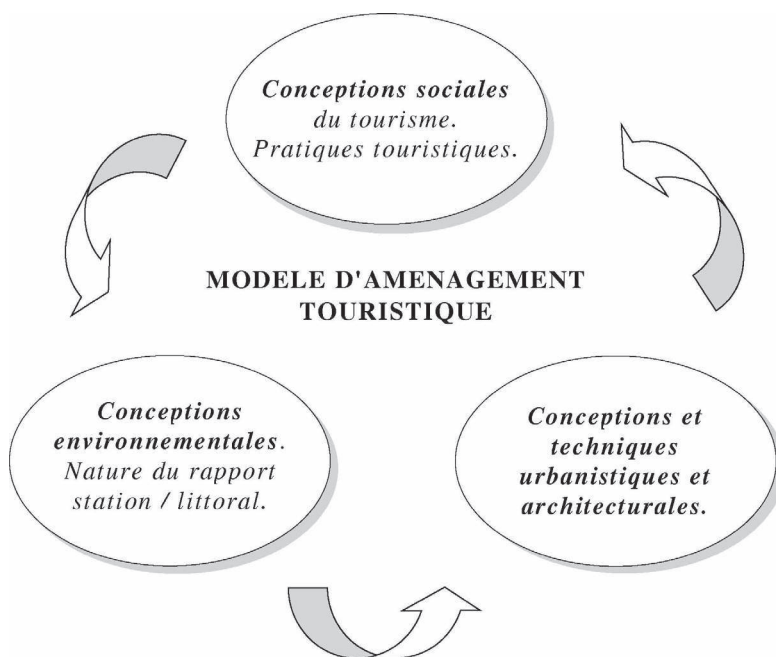 Conceptions sociales
du tourisme.
Pratiques touristiques.
MODELE D'AMENAGEMENT
TOURISTIQUE
Conceptions
environnementales.
Nature du rapport
station / littoral.
Conceptions et
techniques
urbanistiques et
architecturales.